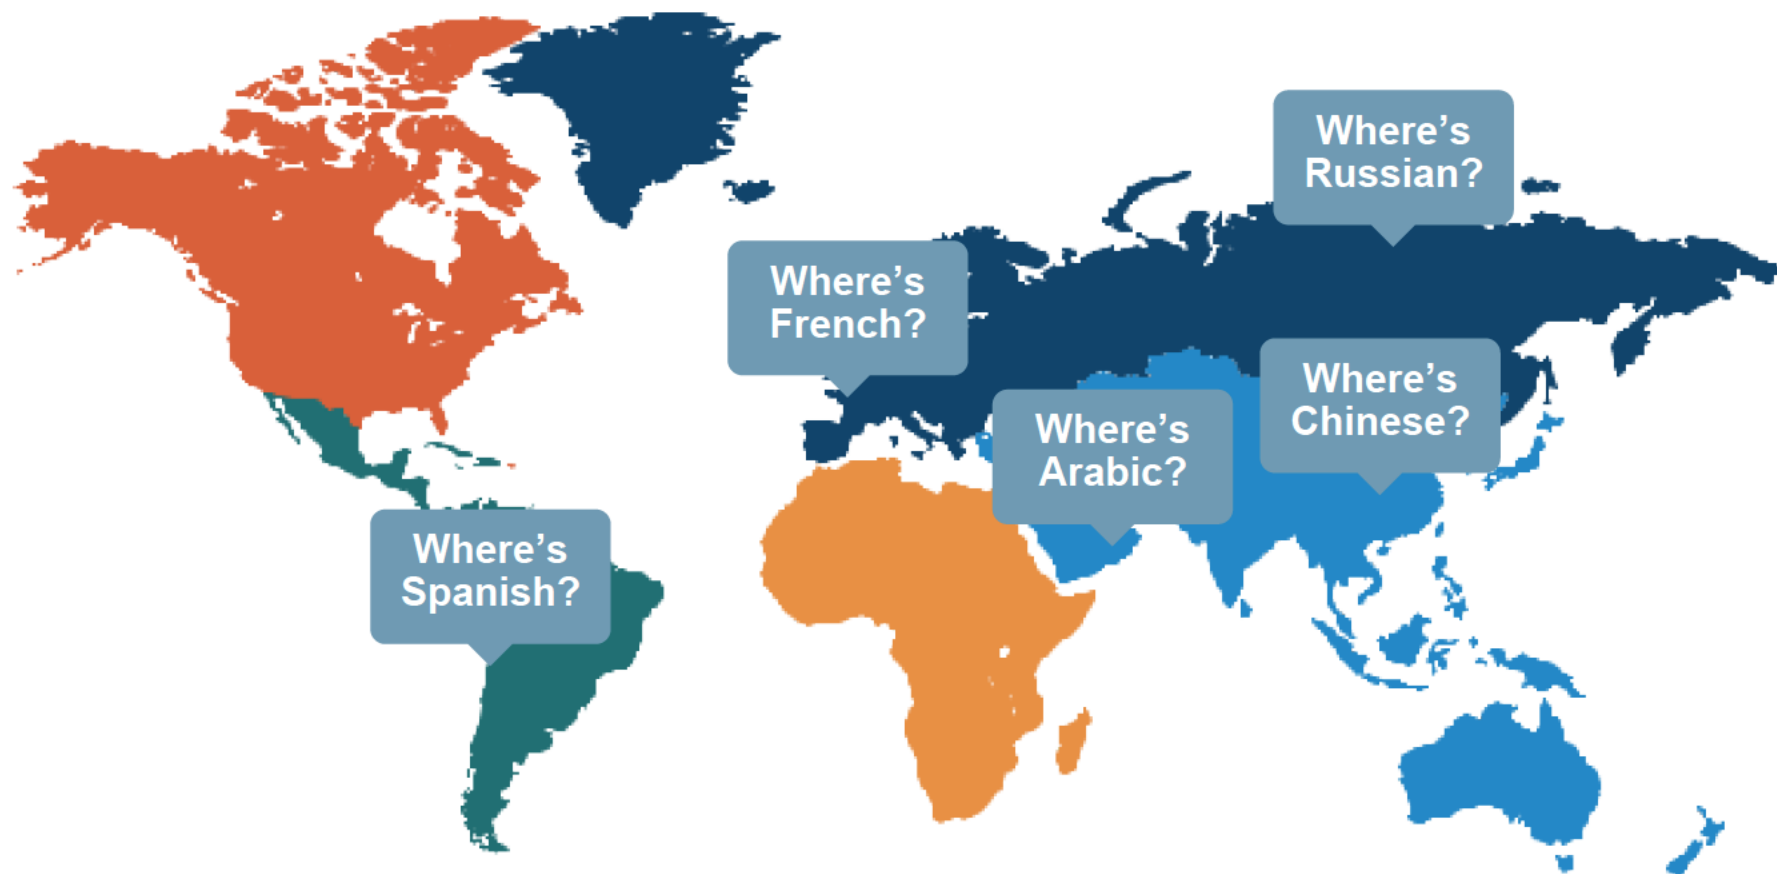 Where’s
Russian?
Where’s
French?
Where’s
Chinese?
Where’s
Arabic?
Where’s
Spanish?